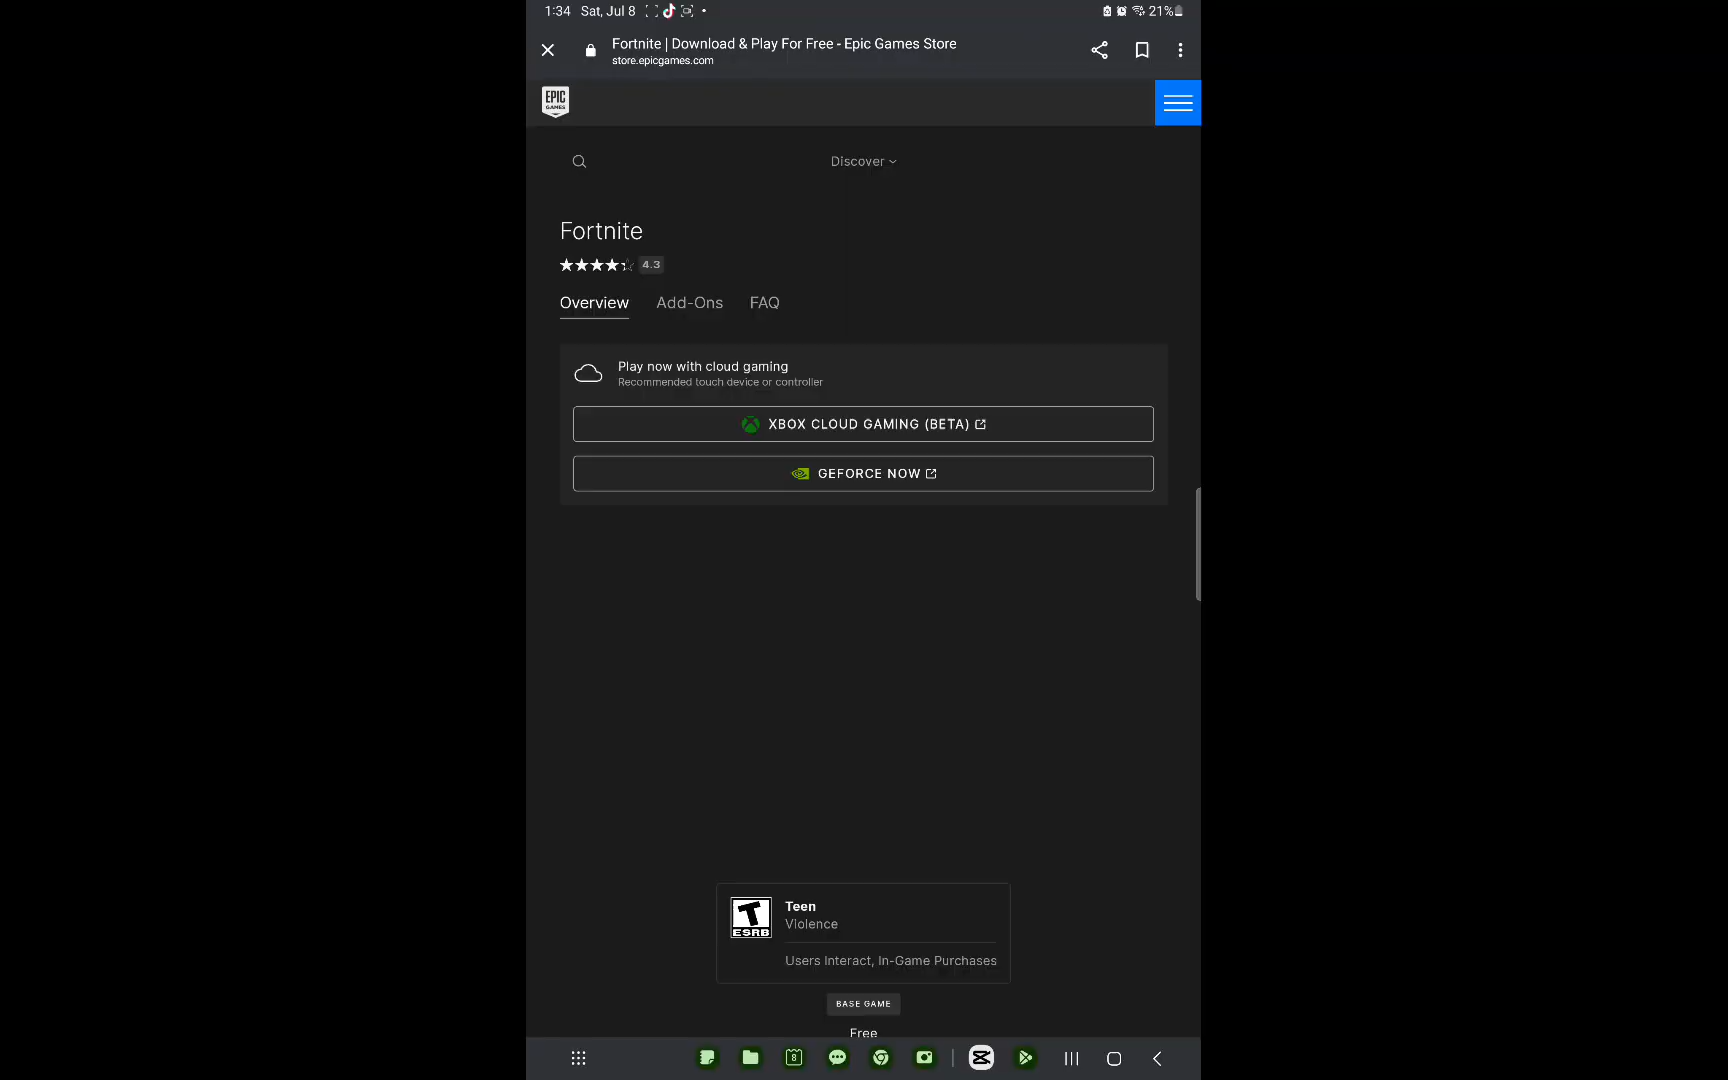 1:34 Sat, Jul 8 21%
Fortnite | Download & Play For Free - Epic Games Store
store.epicgames.com
EPIC
GAMES
Discover
Fortnite
4.3
Overview Add-Ons FAQ
Play now with cloud gaming
Recommended touch device or controller
XBOX CLOUD GAMING (BETA)
GEFORCE NOW
T
ESRB
Teen
Violence
Users Interact, In-Game Purchases
BASE GAME
Free
8